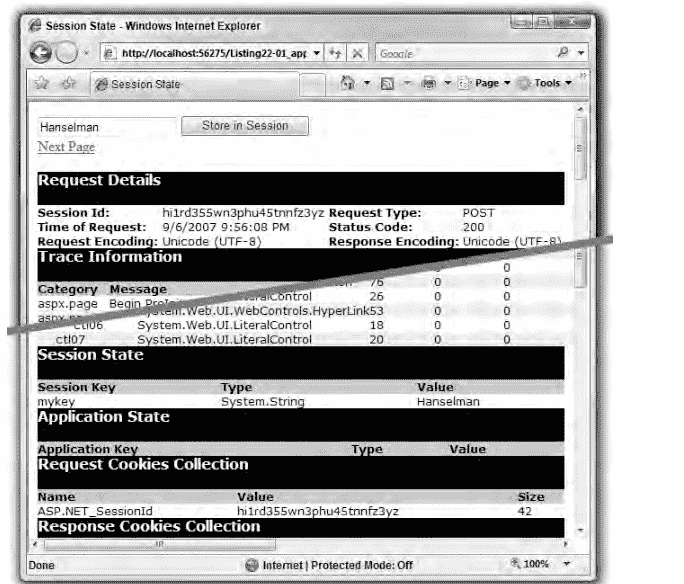 Session State - Windows Internet Explorer
http://localhost:56275/Listing22-01_app
Google
Session State
Page
Tools
Hanselman
Store in Session
Next Page
Request Details
Session Id: hi1rd355wn3phu45tnnfz3yz Request Type: POST
Time of Request: 9/6/2007 9:56:08 PM Status Code: 200
Request Encoding: Unicode (UTF-8) Response Encoding: Unicode (UTF-8)
Trace Information
0 0
76 0 0
Category Message
aspx.page Begin
LiteralControl 26 0 0
System.Web.UI.WebControls.HyperLink53 0 0
ctl06 System.Web.UI.LiteralControl 18 0 0
ctl07 System.Web.UI.LiteralControl 20 0 0
Session State
Session Key Type Value
mykey System.String Hanselman
Application State
Application Key Type Value
Request Cookies Collection
Name Value Size
ASP.NET_SessionId hi1rd355wn3phu45tnnfz3yz 42
Response Cookies Collection
Done Internet | Protected Mode: Off 100%